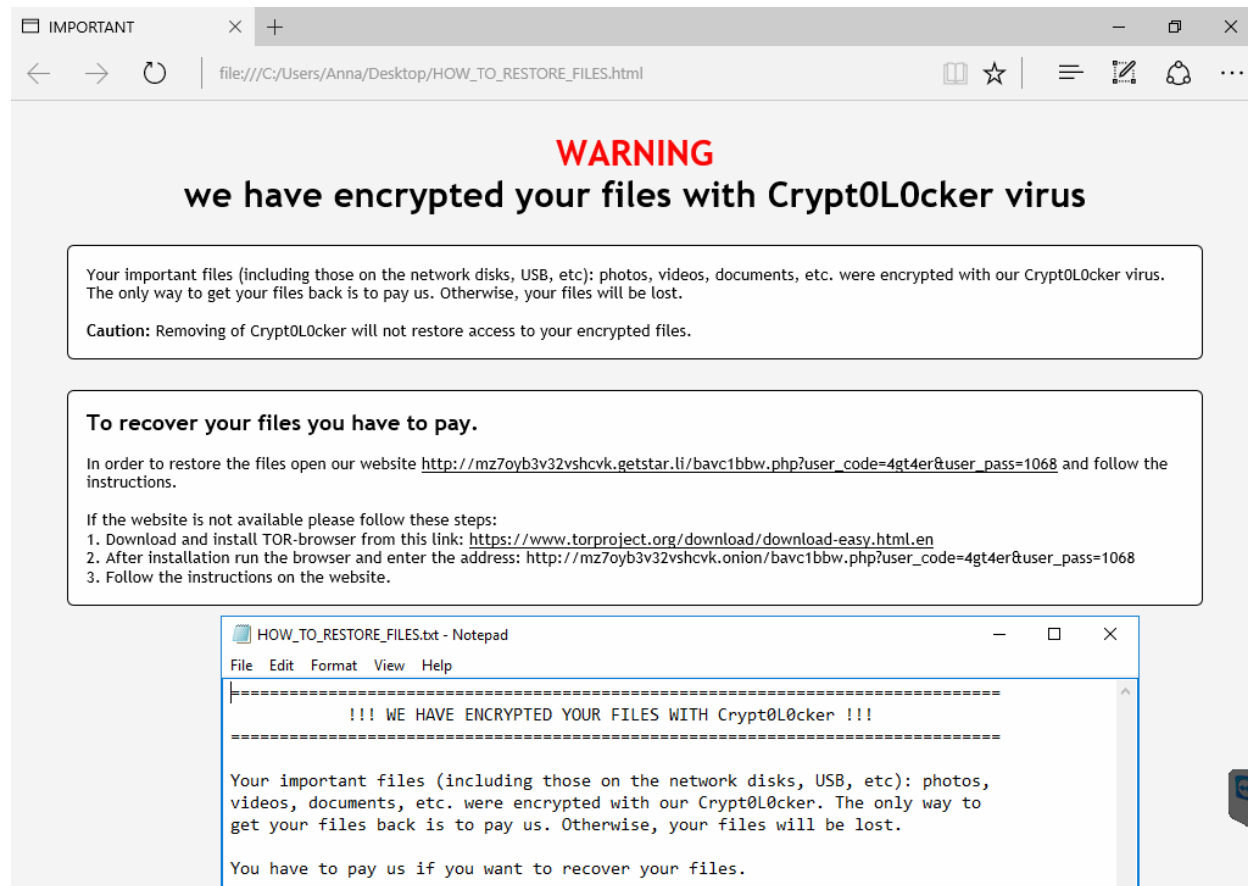 IMPORTANT
file:///C:/Users/Anna/Desktop/HOW_TO_RESTORE_FILES.html
WARNING
we have encrypted your files with Crypt0L0cker virus
Your important files (including those on the network disks, USB, etc): photos, videos, documents, etc. were encrypted with our Crypt0L0cker virus.
The only way to get your files back is to pay us. Otherwise, your files will be lost.
Caution: Removing of Crypt0L0cker will not restore access to your encrypted files.
To recover your files you have to pay.
In order to restore the files open our website http://mz7oyb3v32vshcvk.getstar.li/bavc1bbw.php?user_code=4gt4er&user_pass=1068 and follow the
instructions.
If the website is not available please follow these steps:
1. Download and install TOR-browser from this link: https://www.torproject.org/download/download-easy.html.en
2. After installation run the browser and enter the address: http://mz7oyb3v32vshcvk.onion/bavc1bbw.php?user_code=4gt4er&user_pass=1068
3. Follow the instructions on the website.
HOW_TO_RESTORE_FILES.txt - Notepad
File Edit Format View Help
===============================================================================
!!! WE HAVE ENCRYPTED YOUR FILES WITH Crypt0L0cker !!!
===============================================================================
Your important files (including those on the network disks, USB, etc): photos,
videos, documents, etc. were encrypted with our Crypt0L0cker. The only way to
get your files back is to pay us. Otherwise, your files will be lost.
You have to pay us if you want to recover your files.